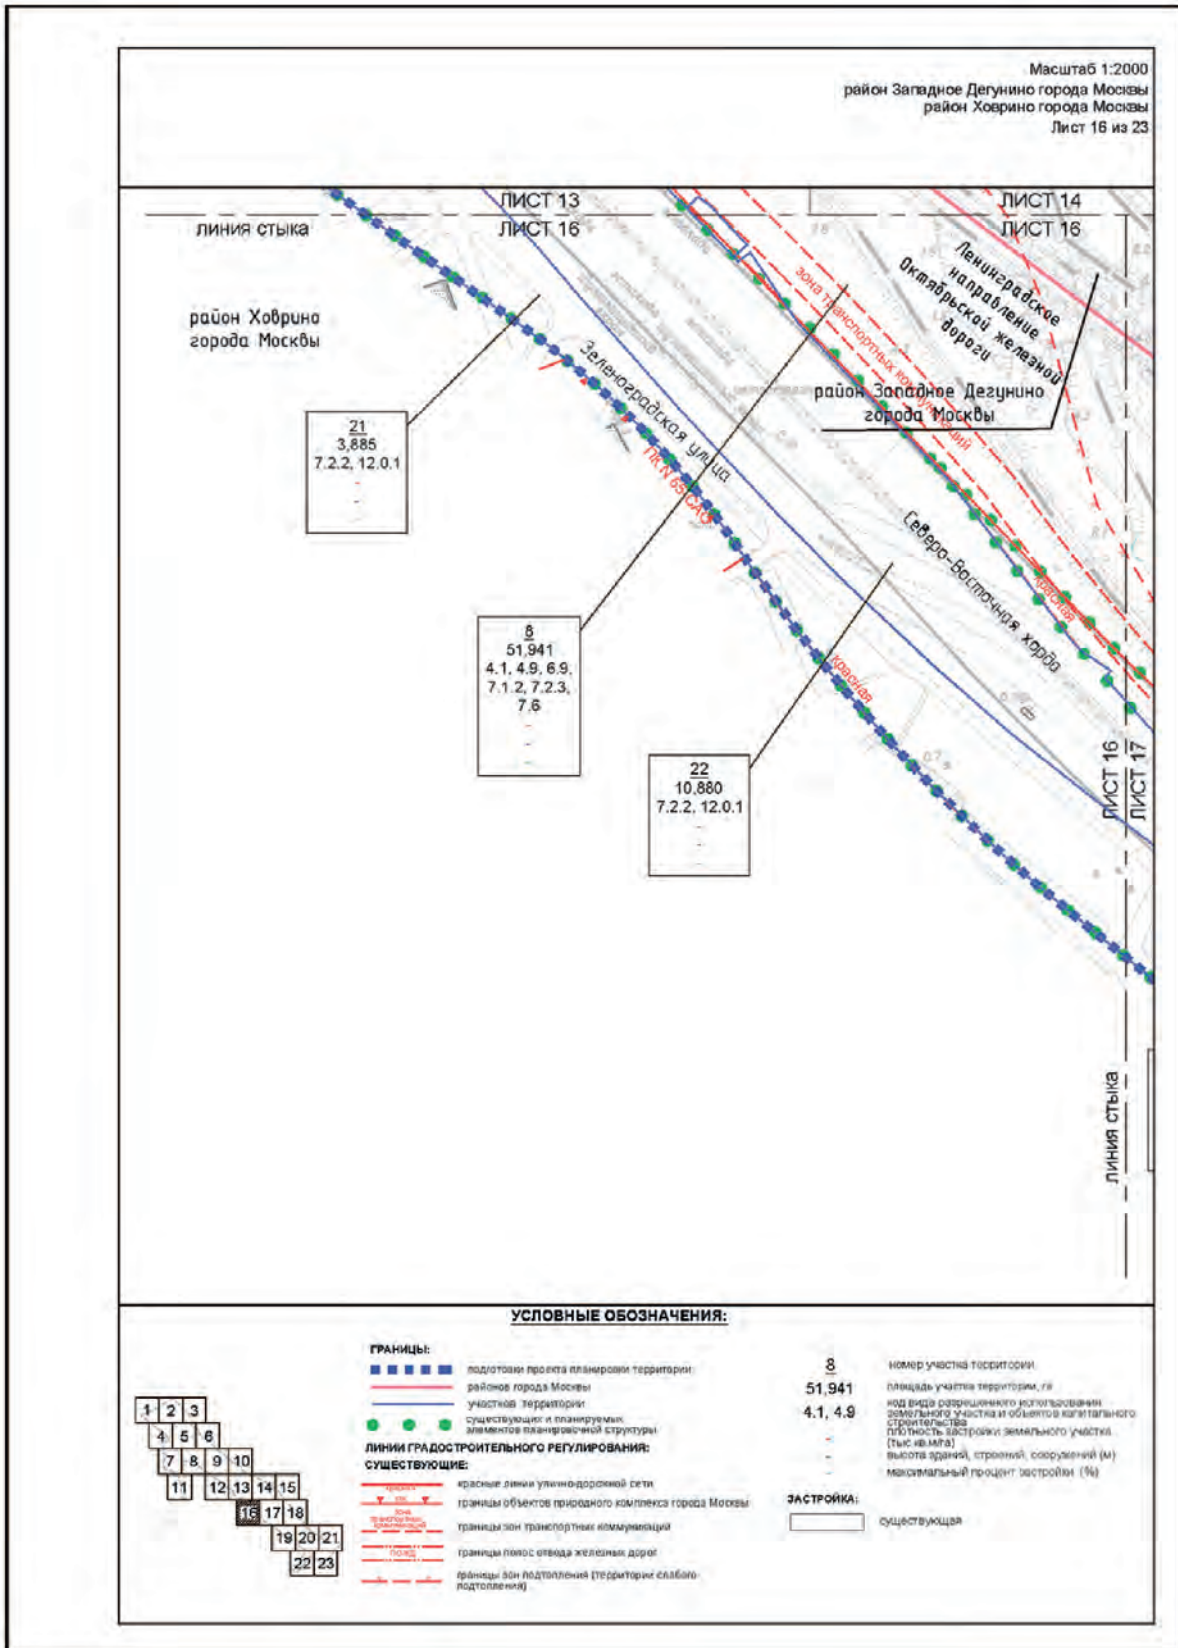 Масштаб 1:2000
район Западное Дегунино города Москвы
район Ховрино города Москвы
Лист 16 из 23
ЛИСТ 13
ЛИСТ 14
линия стыка
ЛИСТ 16
ЛИСТ 16
район Ховрино
города Москвы
Зеленоградская улица
зона транспортных коммуникаций
Ленинградское
направление
Октябрьской железной
дороги
район Западное Дегунино
города Москвы
21
3,885
7.2.2, 12.0.1
-
-
-
ПК N 65 САО
Северо-Восточная хорда
красная
8
51,941
4.1, 4.9, 6.9,
7.1.2, 7.2.3,
7.6
-
-
-
красная
22
10,880
7.2.2, 12.0.1
-
-
-
ЛИСТ 16
ЛИСТ 17
линия стыка
УСЛОВНЫЕ ОБОЗНАЧЕНИЯ:
ГРАНИЦЫ:
подготовки проекта планировки территории
районов города Москвы
участков территории
существующих и планируемых
элементов планировочной структуры
ЛИНИИ ГРАДОСТРОИТЕЛЬНОГО РЕГУЛИРОВАНИЯ:
СУЩЕСТВУЮЩИЕ:
красные линии улично-дорожной сети
границы объектов природного комплекса города Москвы
зона
транспортных
коммуникаций
границы зон транспортных коммуникаций
границы полос отвода железных дорог
границы зон подтопления (территории слабого
подтопления)
8
номер участка территории
51,941
площадь участка территории, га
4.1, 4.9
код вида разрешенного использования
земельного участка и объектов капитального
строительства
-
плотность застройки земельного участка
(тыс.кв.м/га)
-
высота зданий, строений, сооружений (м)
-
максимальный процент застройки (%)
ЗАСТРОЙКА:
существующая
1 2 3
4 5 6
7 8 9 10
11 12 13 14 15
16 17 18
19 20 21
22 23